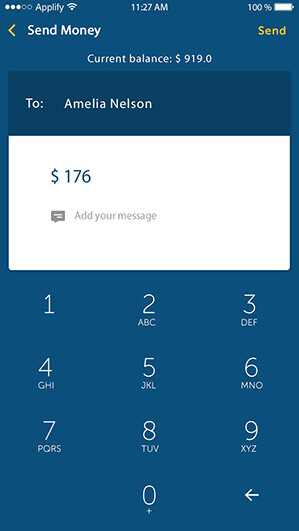 Applify 11:27 AM 100 %
Send Money Send
Current balance: $ 919.0
To: Amelia Nelson
$ 176
Add your message
1 2 3
ABC DEF
4 5 6
GHI JKL MNO
7 8 9
PQRS TUV XYZ
0
+